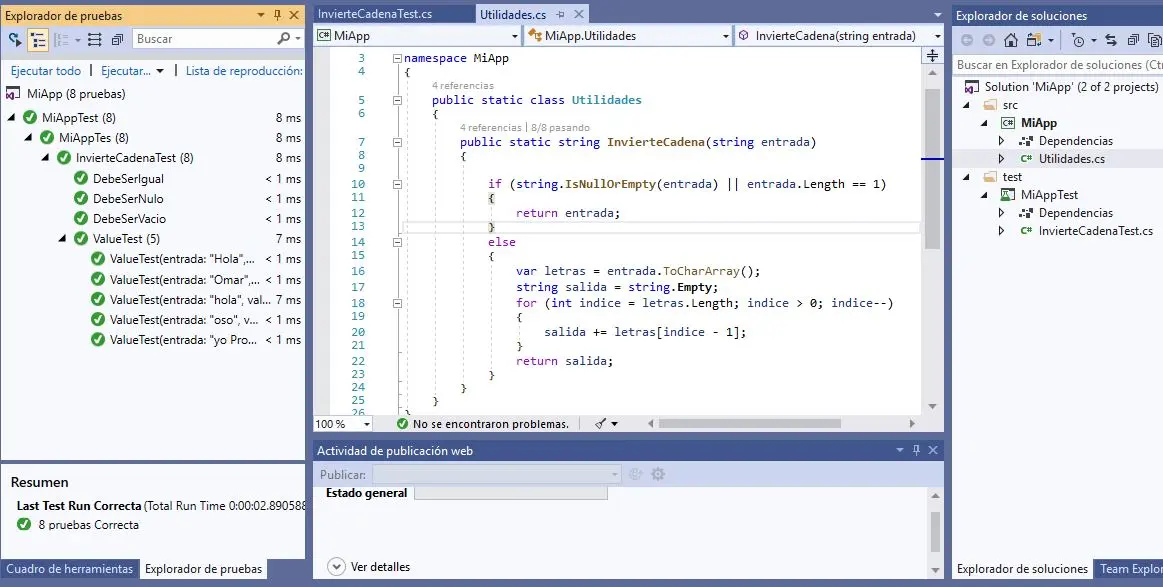 Explorador de pruebas
Buscar
Ejecutar todo | Ejecutar... | Lista de reproducción:
MiApp (8 pruebas)
MiAppTest (8) 8 ms
MiAppTes (8) 8 ms
InvierteCadenaTest (8) 8 ms
DebeSerIgual < 1 ms
DebeSerNulo < 1 ms
DebeSerVacio < 1 ms
ValueTest (5) 7 ms
ValueTest(entrada: "Hola",... < 1 ms
ValueTest(entrada: "Omar",... < 1 ms
ValueTest(entrada: "hola", val... 7 ms
ValueTest(entrada: "oso", v... < 1 ms
ValueTest(entrada: "yo Pro... < 1 ms
Resumen
Last Test Run Correcta (Total Run Time 0:00:02.890588
8 pruebas Correcta
Cuadro de herramientas Explorador de pruebas
InvierteCadenaTest.cs Utilidades.cs
C# MiApp MiApp.Utilidades InvierteCadena(string entrada)
3 namespace MiApp
4 {
4 referencias
5 public static class Utilidades
6 {
4 referencias | 8/8 pasando
7 public static string InvierteCadena(string entrada)
8 {
9
10 if (string.IsNullOrEmpty(entrada) || entrada.Length == 1)
11 {
12 return entrada;
13 }
14 else
15 {
16 var letras = entrada.ToCharArray();
17 string salida = string.Empty;
18 for (int indice = letras.Length; indice > 0; indice--)
19 {
20 salida += letras[indice - 1];
21 }
22 return salida;
23 }
24 }
25 }
26 }
100 % No se encontraron problemas.
Actividad de publicación web
Publicar:
Estado general
Ver detalles
Explorador de soluciones
Buscar en Explorador de soluciones (Ctr
Solution 'MiApp' (2 of 2 projects)
src
C# MiApp
Dependencias
C# Utilidades.cs
test
MiAppTest
Dependencias
C# InvierteCadenaTest.cs
Explorador de soluciones Team Explor